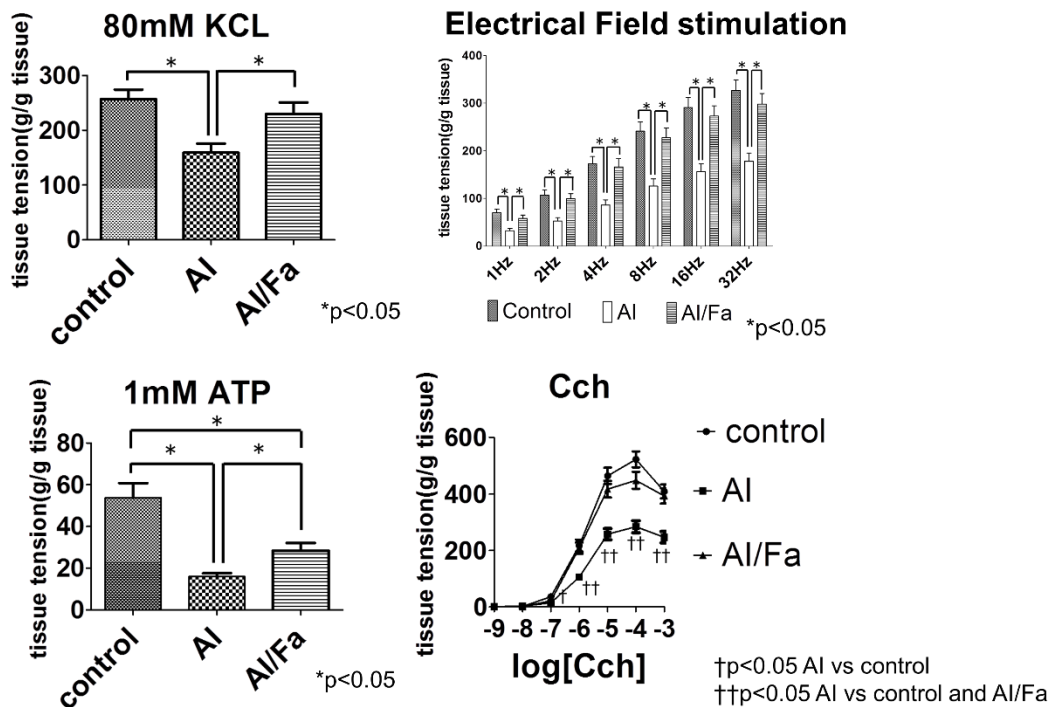 80mM KCL
tissue tension(g/g tissue)
300
200
100
0
*
*
control
AI
AI/Fa
*p<0.05
Electrical Field stimulation
tissue tension(g/g tissue)
400
300
200
100
0
* *
* *
* *
* *
* *
* *
1Hz
2Hz
4Hz
8Hz
16Hz
32Hz
Control
AI
AI/Fa
*p<0.05
1mM ATP
tissue tension(g/g tissue)
80
60
40
20
0
*
*
*
control
AI
AI/Fa
*p<0.05
Cch
tissue tension(g/g tissue)
600
400
200
0
†
††
††
††
††
-9
-8
-7
-6
-5
-4
-3
log[Cch]
control
AI
AI/Fa
†p<0.05 AI vs control
††p<0.05 AI vs control and AI/Fa